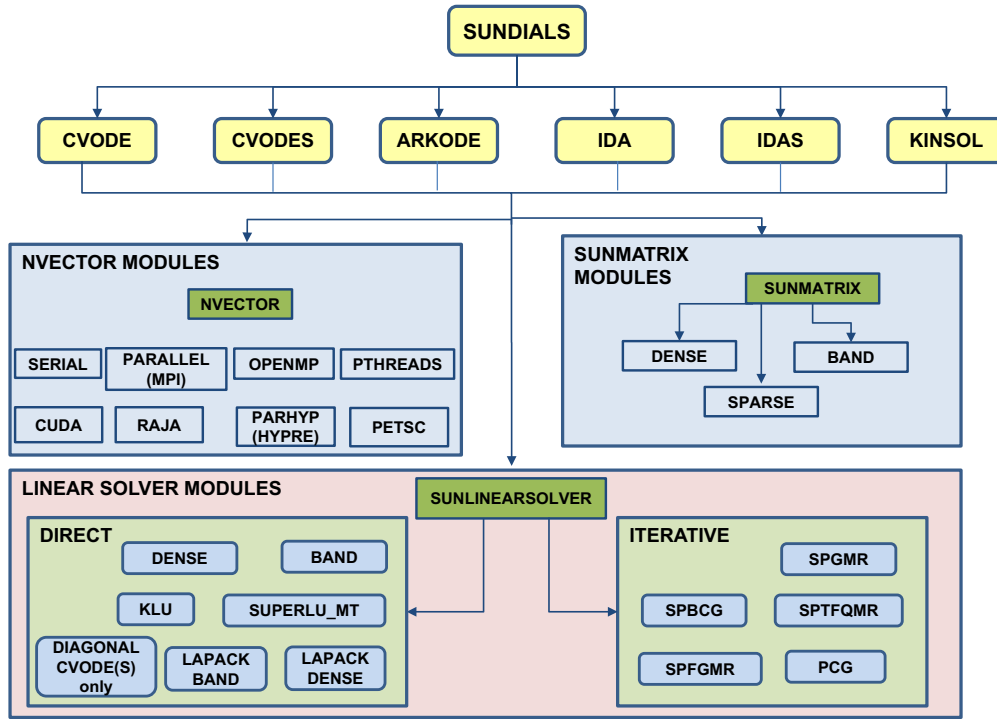 SUNDIALS
CVODE
CVODES
ARKODE
IDA
IDAS
KINSOL
NVECTOR MODULES
NVECTOR
SERIAL
PARALLEL
(MPI)
OPENMP
PTHREADS
CUDA
RAJA
PARHYP
(HYPRE)
PETSC
SUNMATRIX
MODULES
SUNMATRIX
DENSE
BAND
SPARSE
LINEAR SOLVER MODULES
SUNLINEARSOLVER
DIRECT
DENSE
BAND
KLU
SUPERLU_MT
DIAGONAL
CVODE(S)
only
LAPACK
BAND
LAPACK
DENSE
ITERATIVE
SPGMR
SPBCG
SPTFQMR
SPFGMR
PCG